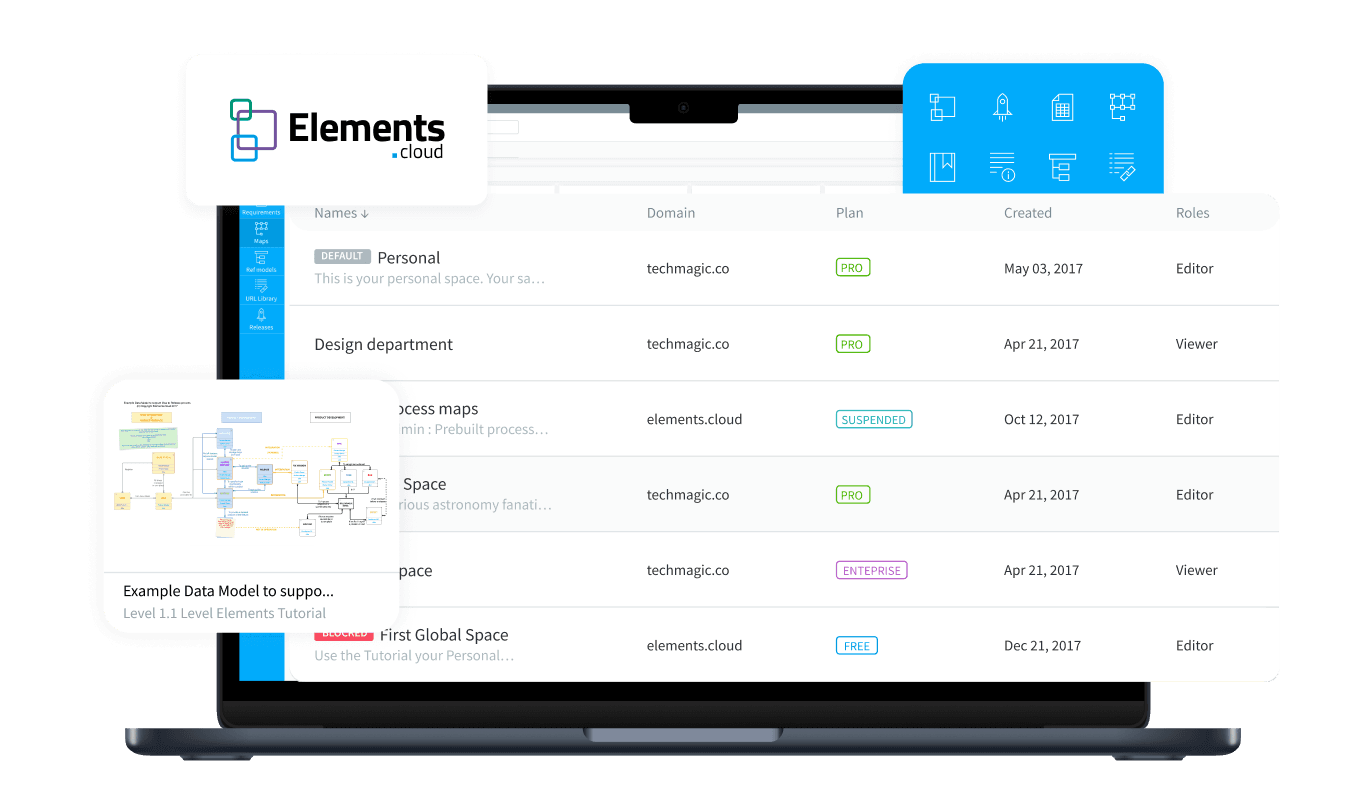 Elements
.cloud
Requirements
Maps
Ref models
URL Library
Releases
Names ↓ Domain Plan Created Roles
DEFAULT Personal
This is your personal space. Your sa…
techmagic.co PRO May 03, 2017 Editor
Design department techmagic.co PRO Apr 21, 2017 Viewer
ocess maps
min : Prebuilt process…
elements.cloud SUSPENDED Oct 12, 2017 Editor
Space
rious astronomy fanati…
techmagic.co PRO Apr 21, 2017 Editor
pace techmagic.co ENTEPRISE Apr 21, 2017 Viewer
BLOCKED First Global Space
Use the Tutorial your Personal…
elements.cloud FREE Dec 21, 2017 Editor
PRODUCT DEVELOPMENT
Example Data Model to suppo...
Level 1.1 Level Elements Tutorial